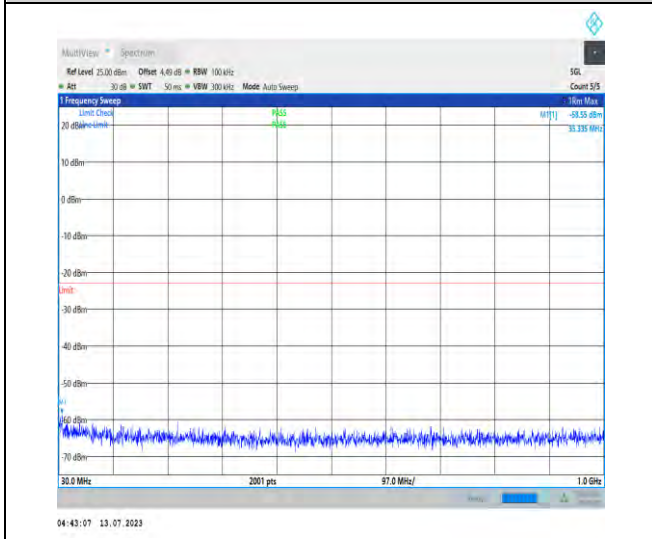 MultiView Spectrum
Ref Level 25.00 dBm Offset 4.49 dB RBW 100 kHz SGL
Att 30 dB SWT 50 ms VBW 300 kHz Mode Auto Sweep Count 5/5
1 Frequency Sweep 1Rm Max
Limit Check PASS M1[1] -58.55 dBm
20 dBm Line Limit PASS 35.335 MHz
10 dBm
0 dBm
-10 dBm
-20 dBm
Limit
-30 dBm
-40 dBm
-50 dBm
M1
-60 dBm
-70 dBm
30.0 MHz 2001 pts 97.0 MHz/ 1.0 GHz
04:43:07 13.07.2023